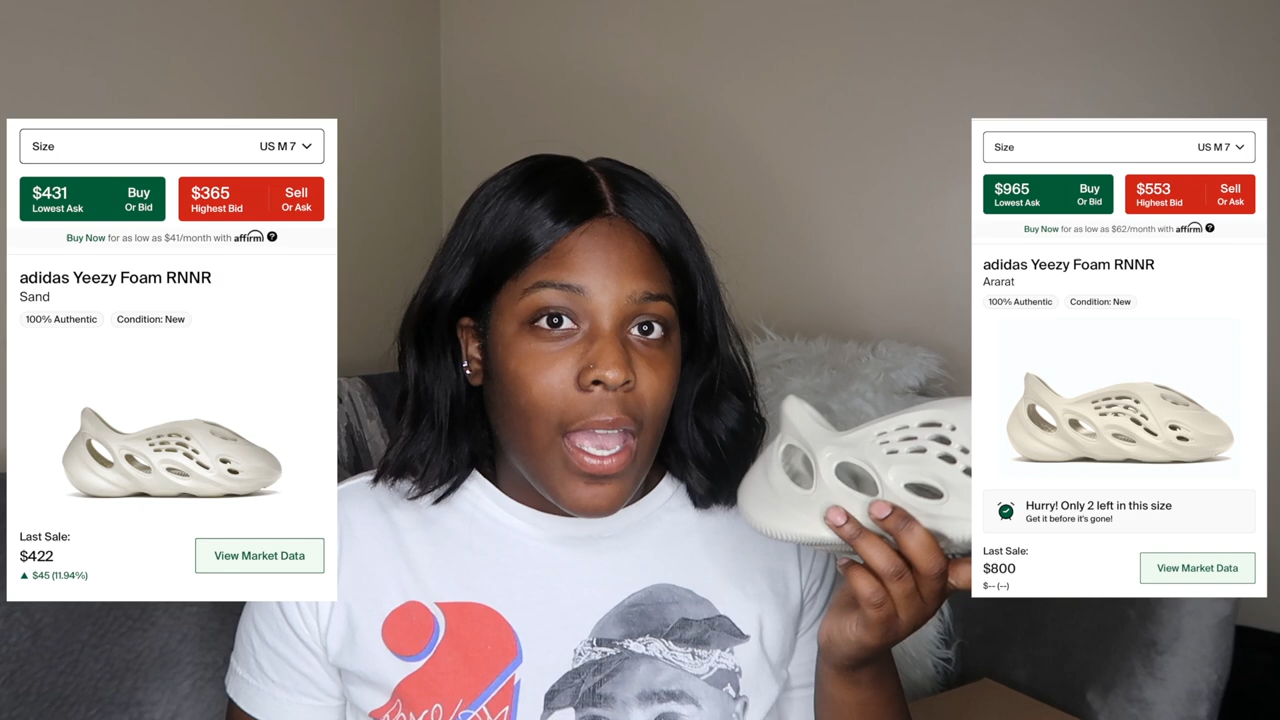 Size US M 7
$431 Buy
Lowest Ask Or Bid
$365 Sell
Highest Bid Or Ask
Buy Now for as low as $41/month with affirm ?
adidas Yeezy Foam RNNR
Sand
100% Authentic Condition: New
Last Sale:
$422
▲ $45 (11.94%)
View Market Data
Size US M 7
$965 Buy
Lowest Ask Or Bid
$553 Sell
Highest Bid Or Ask
Buy Now for as low as $62/month with affirm ?
adidas Yeezy Foam RNNR
Ararat
100% Authentic Condition: New
Hurry! Only 2 left in this size
Get it before it's gone!
Last Sale:
$800
$-- (--)
View Market Data